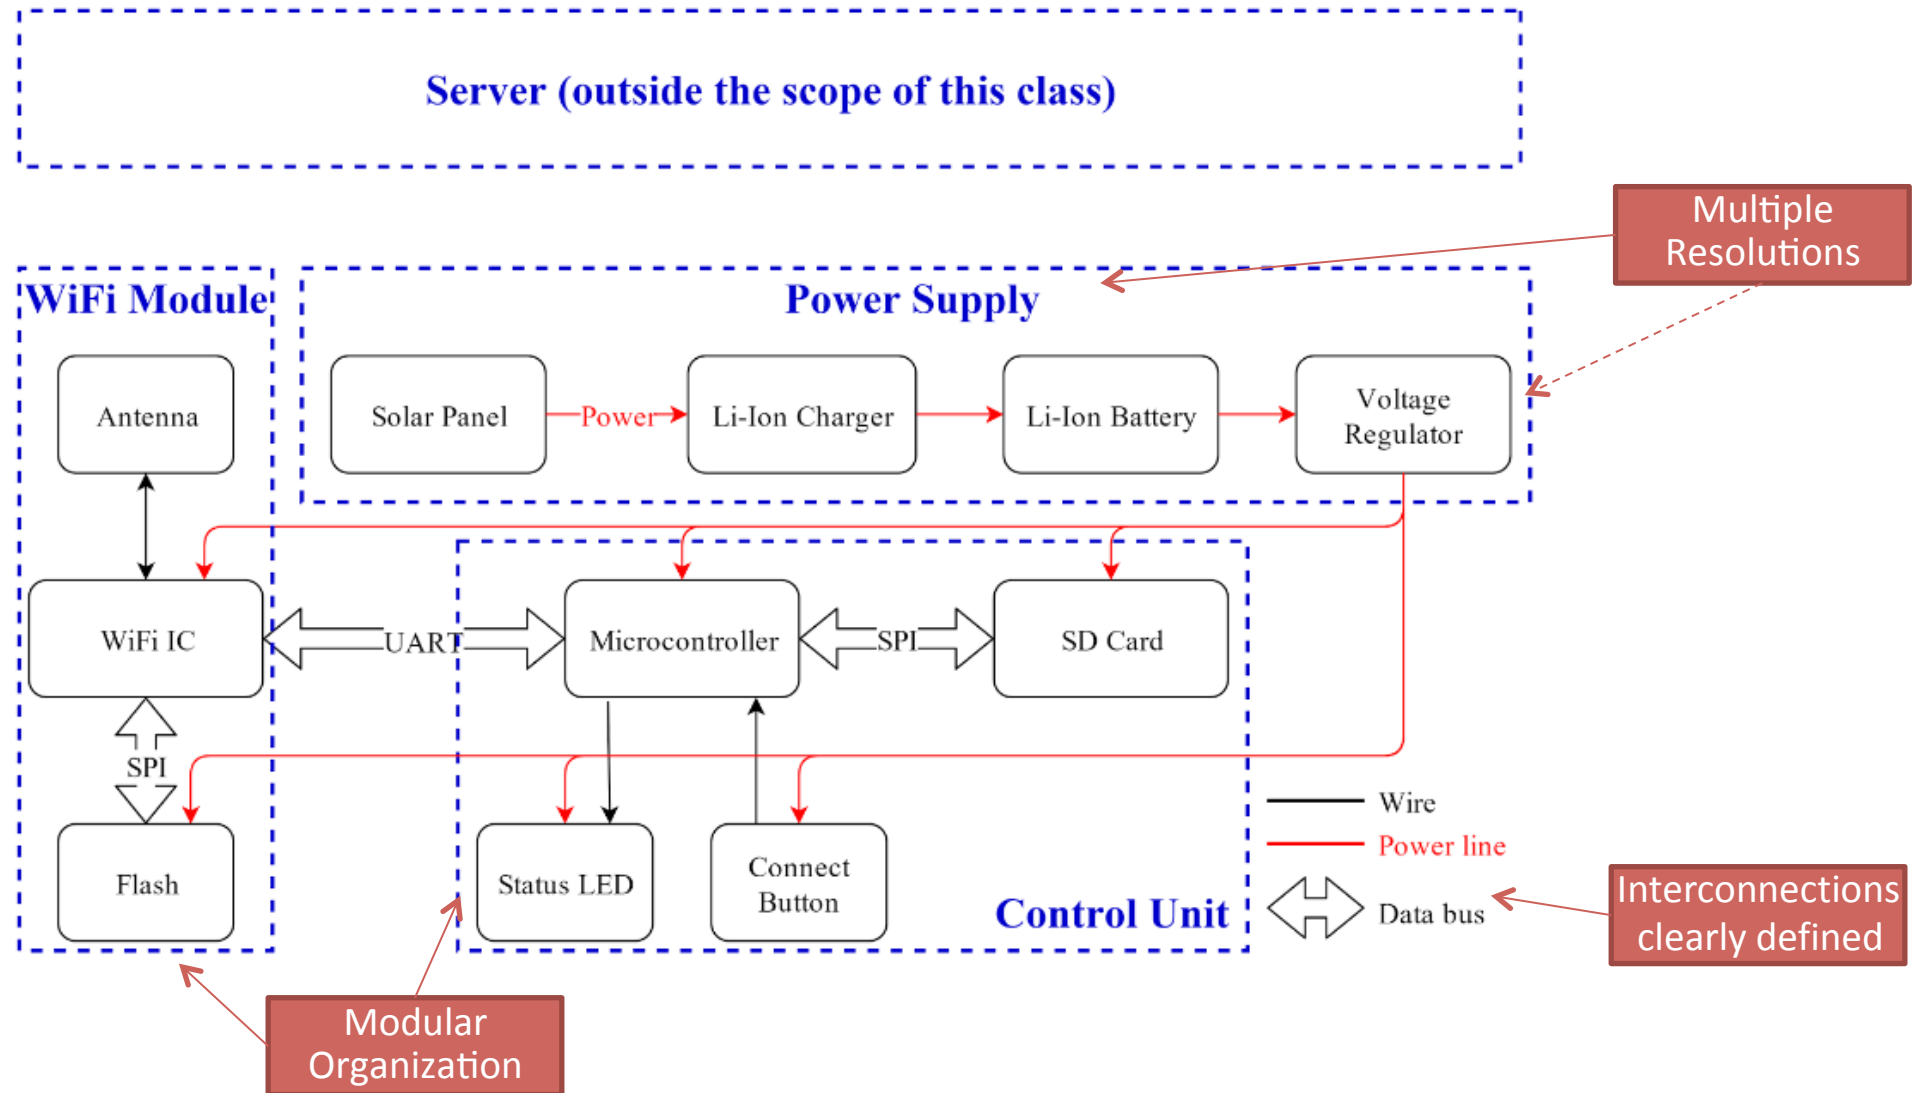 Server (outside the scope of this class)
Multiple
Resolutions
WiFi Module
Power Supply
Antenna
Solar Panel
Power
Li-Ion Charger
Li-Ion Battery
Voltage
Regulator
WiFi IC
UART
Microcontroller
SPI
SD Card
SPI
Flash
Status LED
Connect
Button
Control Unit
Wire
Power line
Data bus
Interconnections
clearly defined
Modular
Organization